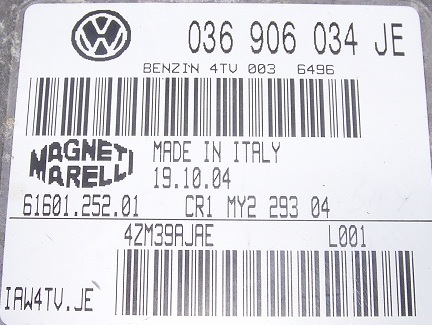 036 906 034 JE
BENZIN 4TV 003 6496
MAGNETI MARELLI
MADE IN ITALY
19.10.04
61601.252.01 CR1 MY2 293 04
4ZM39AJAE L001
IAW4TV.JE